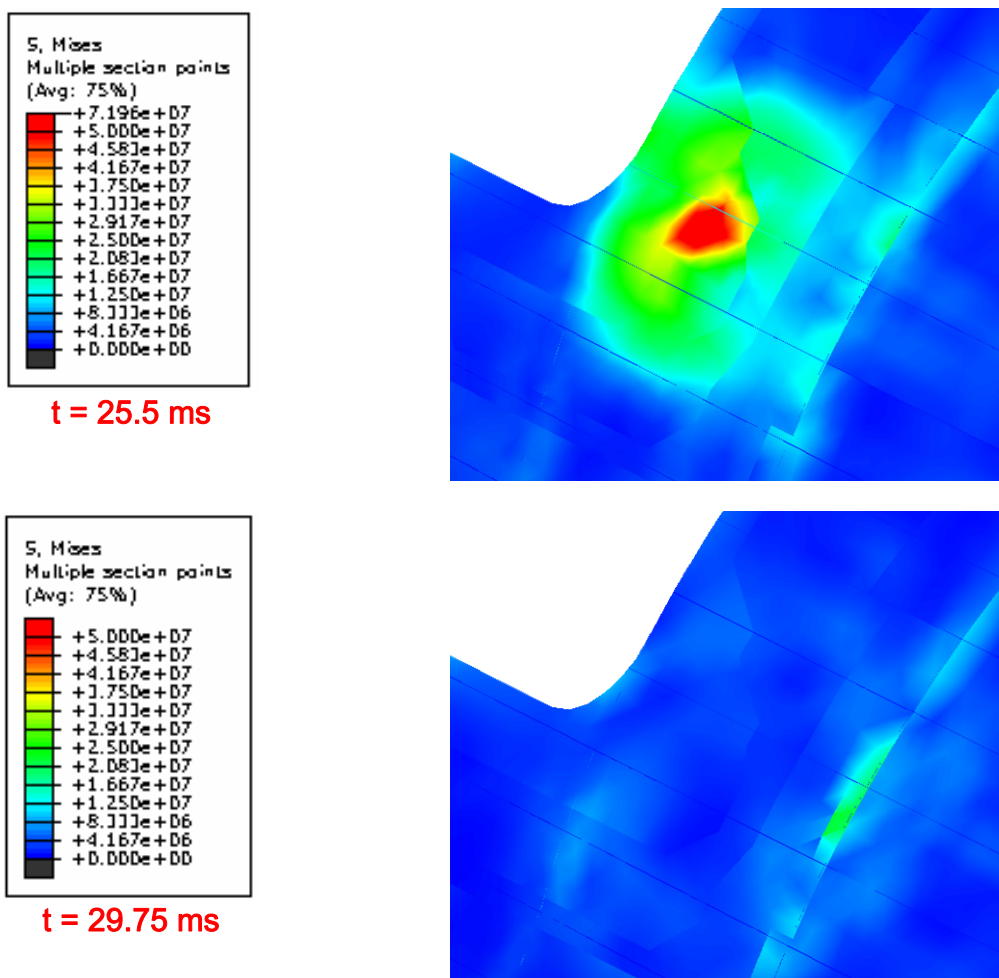 S, Mises
Multiple section points
(Avg: 75%)
+7.196e+07
+5.000e+07
+4.583e+07
+4.167e+07
+3.750e+07
+3.333e+07
+2.917e+07
+2.500e+07
+2.083e+07
+1.667e+07
+1.250e+07
+8.333e+06
+4.167e+06
+0.000e+00
t = 25.5 ms
S, Mises
Multiple section points
(Avg: 75%)
+5.000e+07
+4.583e+07
+4.167e+07
+3.750e+07
+3.333e+07
+2.917e+07
+2.500e+07
+2.083e+07
+1.667e+07
+1.250e+07
+8.333e+06
+4.167e+06
+0.000e+00
t = 29.75 ms